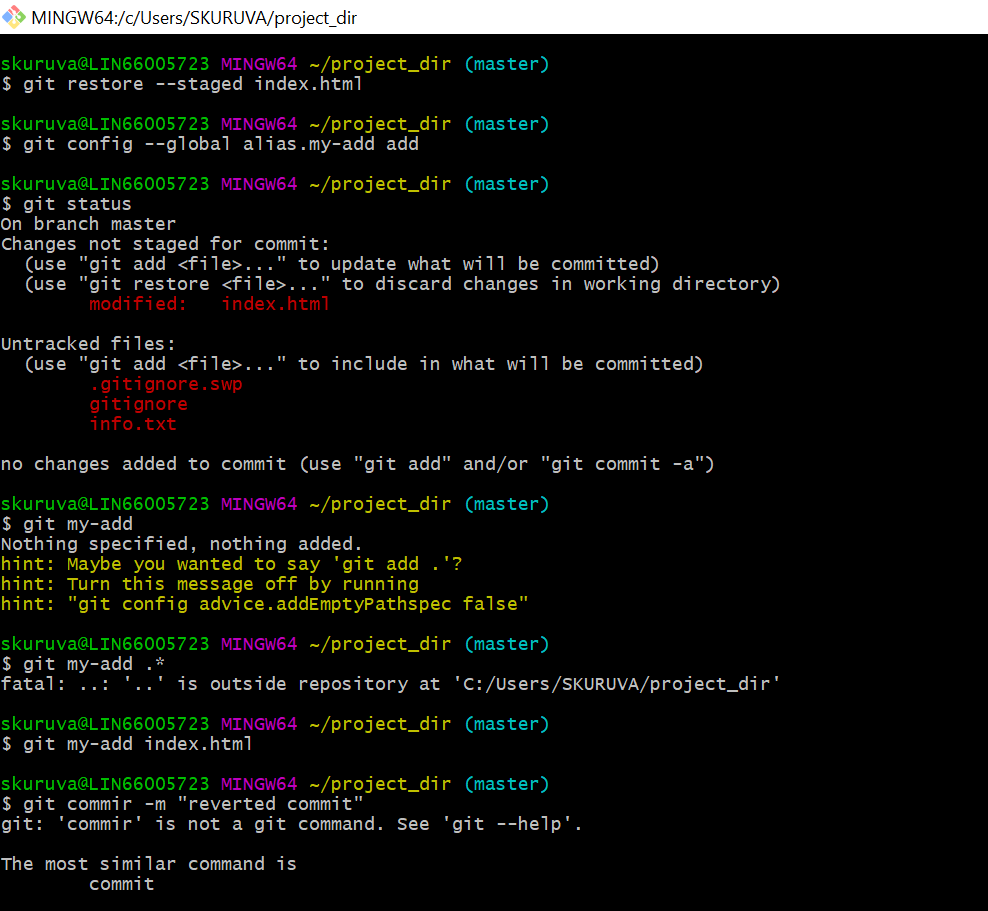 MINGW64:/c/Users/SKURUVA/project_dir
skuruva@LIN66005723 MINGW64 ~/project_dir (master)
$ git restore --staged index.html
skuruva@LIN66005723 MINGW64 ~/project_dir (master)
$ git config --global alias.my-add add
skuruva@LIN66005723 MINGW64 ~/project_dir (master)
$ git status
On branch master
Changes not staged for commit:
  (use "git add <file>..." to update what will be committed)
  (use "git restore <file>..." to discard changes in working directory)
        modified:   index.html
Untracked files:
  (use "git add <file>..." to include in what will be committed)
        .gitignore.swp
        gitignore
        info.txt
no changes added to commit (use "git add" and/or "git commit -a")
skuruva@LIN66005723 MINGW64 ~/project_dir (master)
$ git my-add
Nothing specified, nothing added.
hint: Maybe you wanted to say 'git add .'?
hint: Turn this message off by running
hint: "git config advice.addEmptyPathspec false"
skuruva@LIN66005723 MINGW64 ~/project_dir (master)
$ git my-add .*
fatal: ..: '..' is outside repository at 'C:/Users/SKURUVA/project_dir'
skuruva@LIN66005723 MINGW64 ~/project_dir (master)
$ git my-add index.html
skuruva@LIN66005723 MINGW64 ~/project_dir (master)
$ git commir -m "reverted commit"
git: 'commir' is not a git command. See 'git --help'.
The most similar command is
        commit